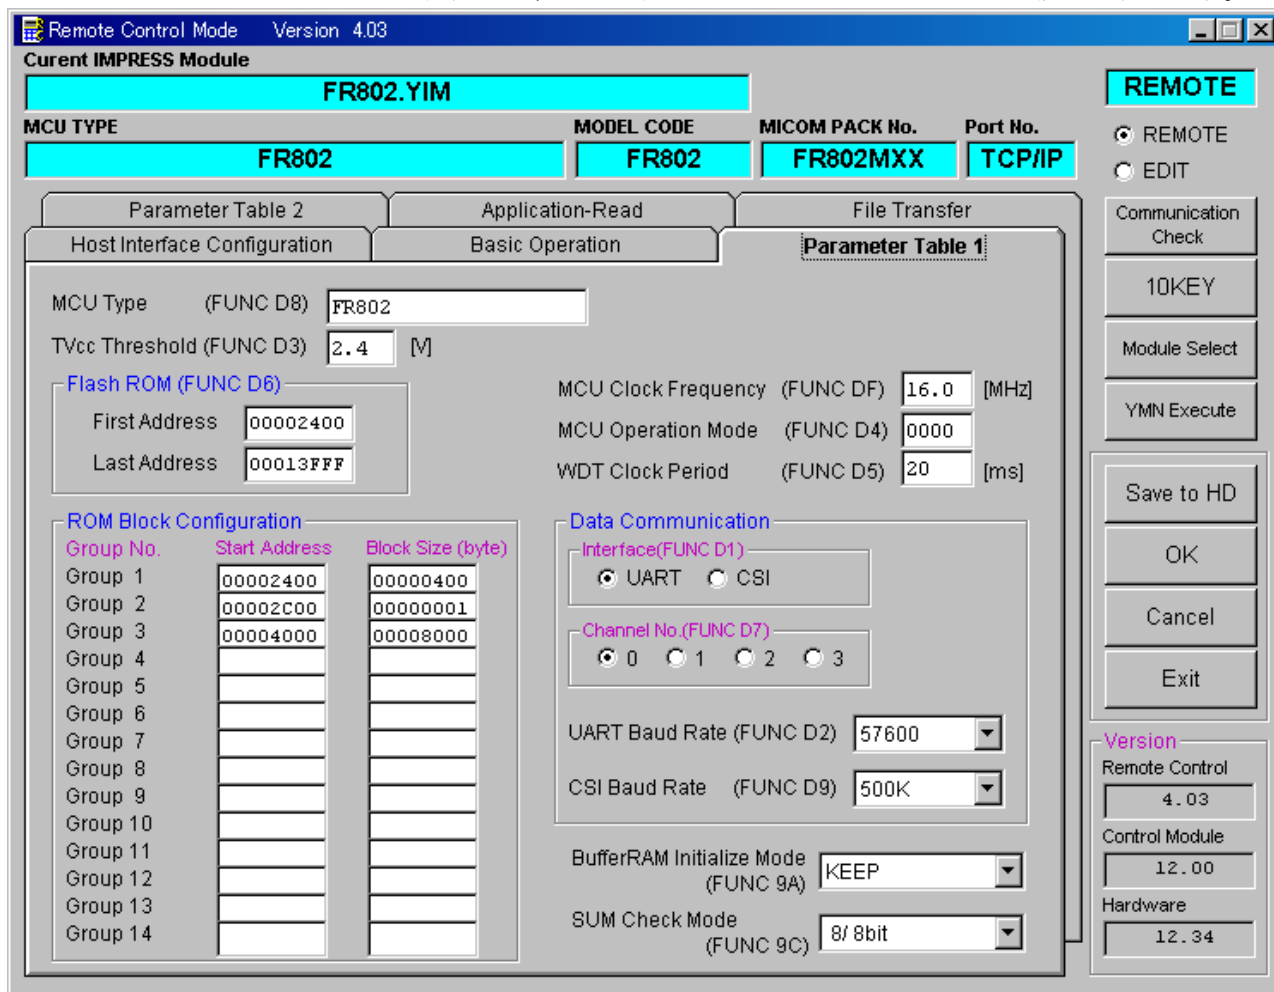 Remote Control Mode Version 4.03
Curent IMPRESS Module
FR802.YIM
MCU TYPE MODEL CODE MICOM PACK No. Port No.
FR802 FR802 FR802MXX TCP/IP
REMOTE
REMOTE
EDIT
Parameter Table 2 Application-Read File Transfer
Host Interface Configuration Basic Operation Parameter Table 1
MCU Type (FUNC D8) FR802
TVcc Threshold (FUNC D3) 2.4 [V]
Flash ROM (FUNC D6)
First Address 00002400
Last Address 00013FFF
MCU Clock Frequency (FUNC DF) 16.0 [MHz]
MCU Operation Mode (FUNC D4) 0000
WDT Clock Period (FUNC D5) 20 [ms]
ROM Block Configuration
Group No. Start Address Block Size (byte)
Group 1 00002400 00000400
Group 2 00002C00 00000001
Group 3 00004000 00008000
Group 4
Group 5
Group 6
Group 7
Group 8
Group 9
Group 10
Group 11
Group 12
Group 13
Group 14
Data Communication
Interface(FUNC D1)
UART CSI
Channel No.(FUNC D7)
0 1 2 3
UART Baud Rate (FUNC D2) 57600
CSI Baud Rate (FUNC D9) 500K
BufferRAM Initialize Mode
(FUNC 9A) KEEP
SUM Check Mode
(FUNC 9C) 8/ 8bit
Communication
Check
10KEY
Module Select
YMN Execute
Save to HD
OK
Cancel
Exit
Version
Remote Control
4.03
Control Module
12.00
Hardware
12.34